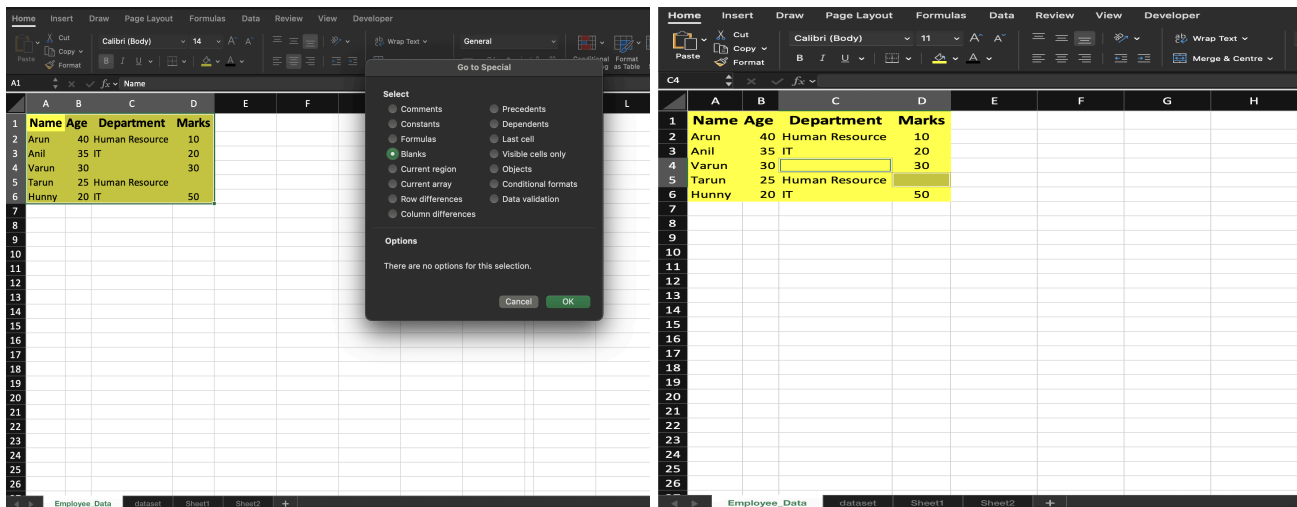 Home Insert Draw Page Layout Formulas Data Review View Developer
Cut
Copy
Paste
Format
Calibri (Body) 14 A A
B I U A
Wrap Text
General
Conditional Format
as Table
A1 fx Name
A B C D E F L
1 Name Age Department Marks
2 Arun 40 Human Resource 10
3 Anil 35 IT 20
4 Varun 30 30
5 Tarun 25 Human Resource
6 Hunny 20 IT 50
7
8
9
10
11
12
13
14
15
16
17
18
19
20
21
22
23
24
25
26
Employee_Data dataset Sheet1 Sheet2 +
Go to Special
Select
Comments Precedents
Constants Dependents
Formulas Last cell
Blanks Visible cells only
Current region Objects
Current array Conditional formats
Row differences Data validation
Column differences
Options
There are no options for this selection.
Cancel OK
Home Insert Draw Page Layout Formulas Data Review View Developer
Cut
Copy
Paste
Format
Calibri (Body) 11 A A
B I U A
Wrap Text
Merge & Centre
C4 fx
A B C D E F G H
1 Name Age Department Marks
2 Arun 40 Human Resource 10
3 Anil 35 IT 20
4 Varun 30 30
5 Tarun 25 Human Resource
6 Hunny 20 IT 50
7
8
9
10
11
12
13
14
15
16
17
18
19
20
21
22
23
24
25
26
Employee_Data dataset Sheet1 Sheet2 +